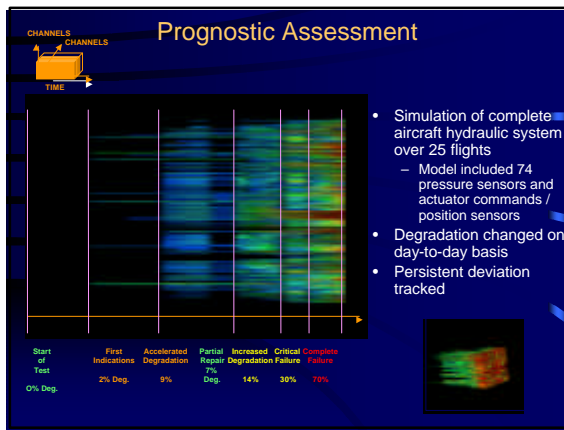 Prognostic Assessment
CHANNELS
CHANNELS
TIME
• Simulation of complete
aircraft hydraulic system
over 25 flights
– Model included 74
pressure sensors and
actuator commands /
position sensors
• Degradation changed on
day-to-day basis
• Persistent deviation
tracked
Start
of
Test
O% Deg.
First
Indications
2% Deg.
Accelerated
Degradation
9%
Partial
Repair
7%
Deg.
Increased
Degradation
14%
Critical
Failure
30%
Complete
Failure
79%